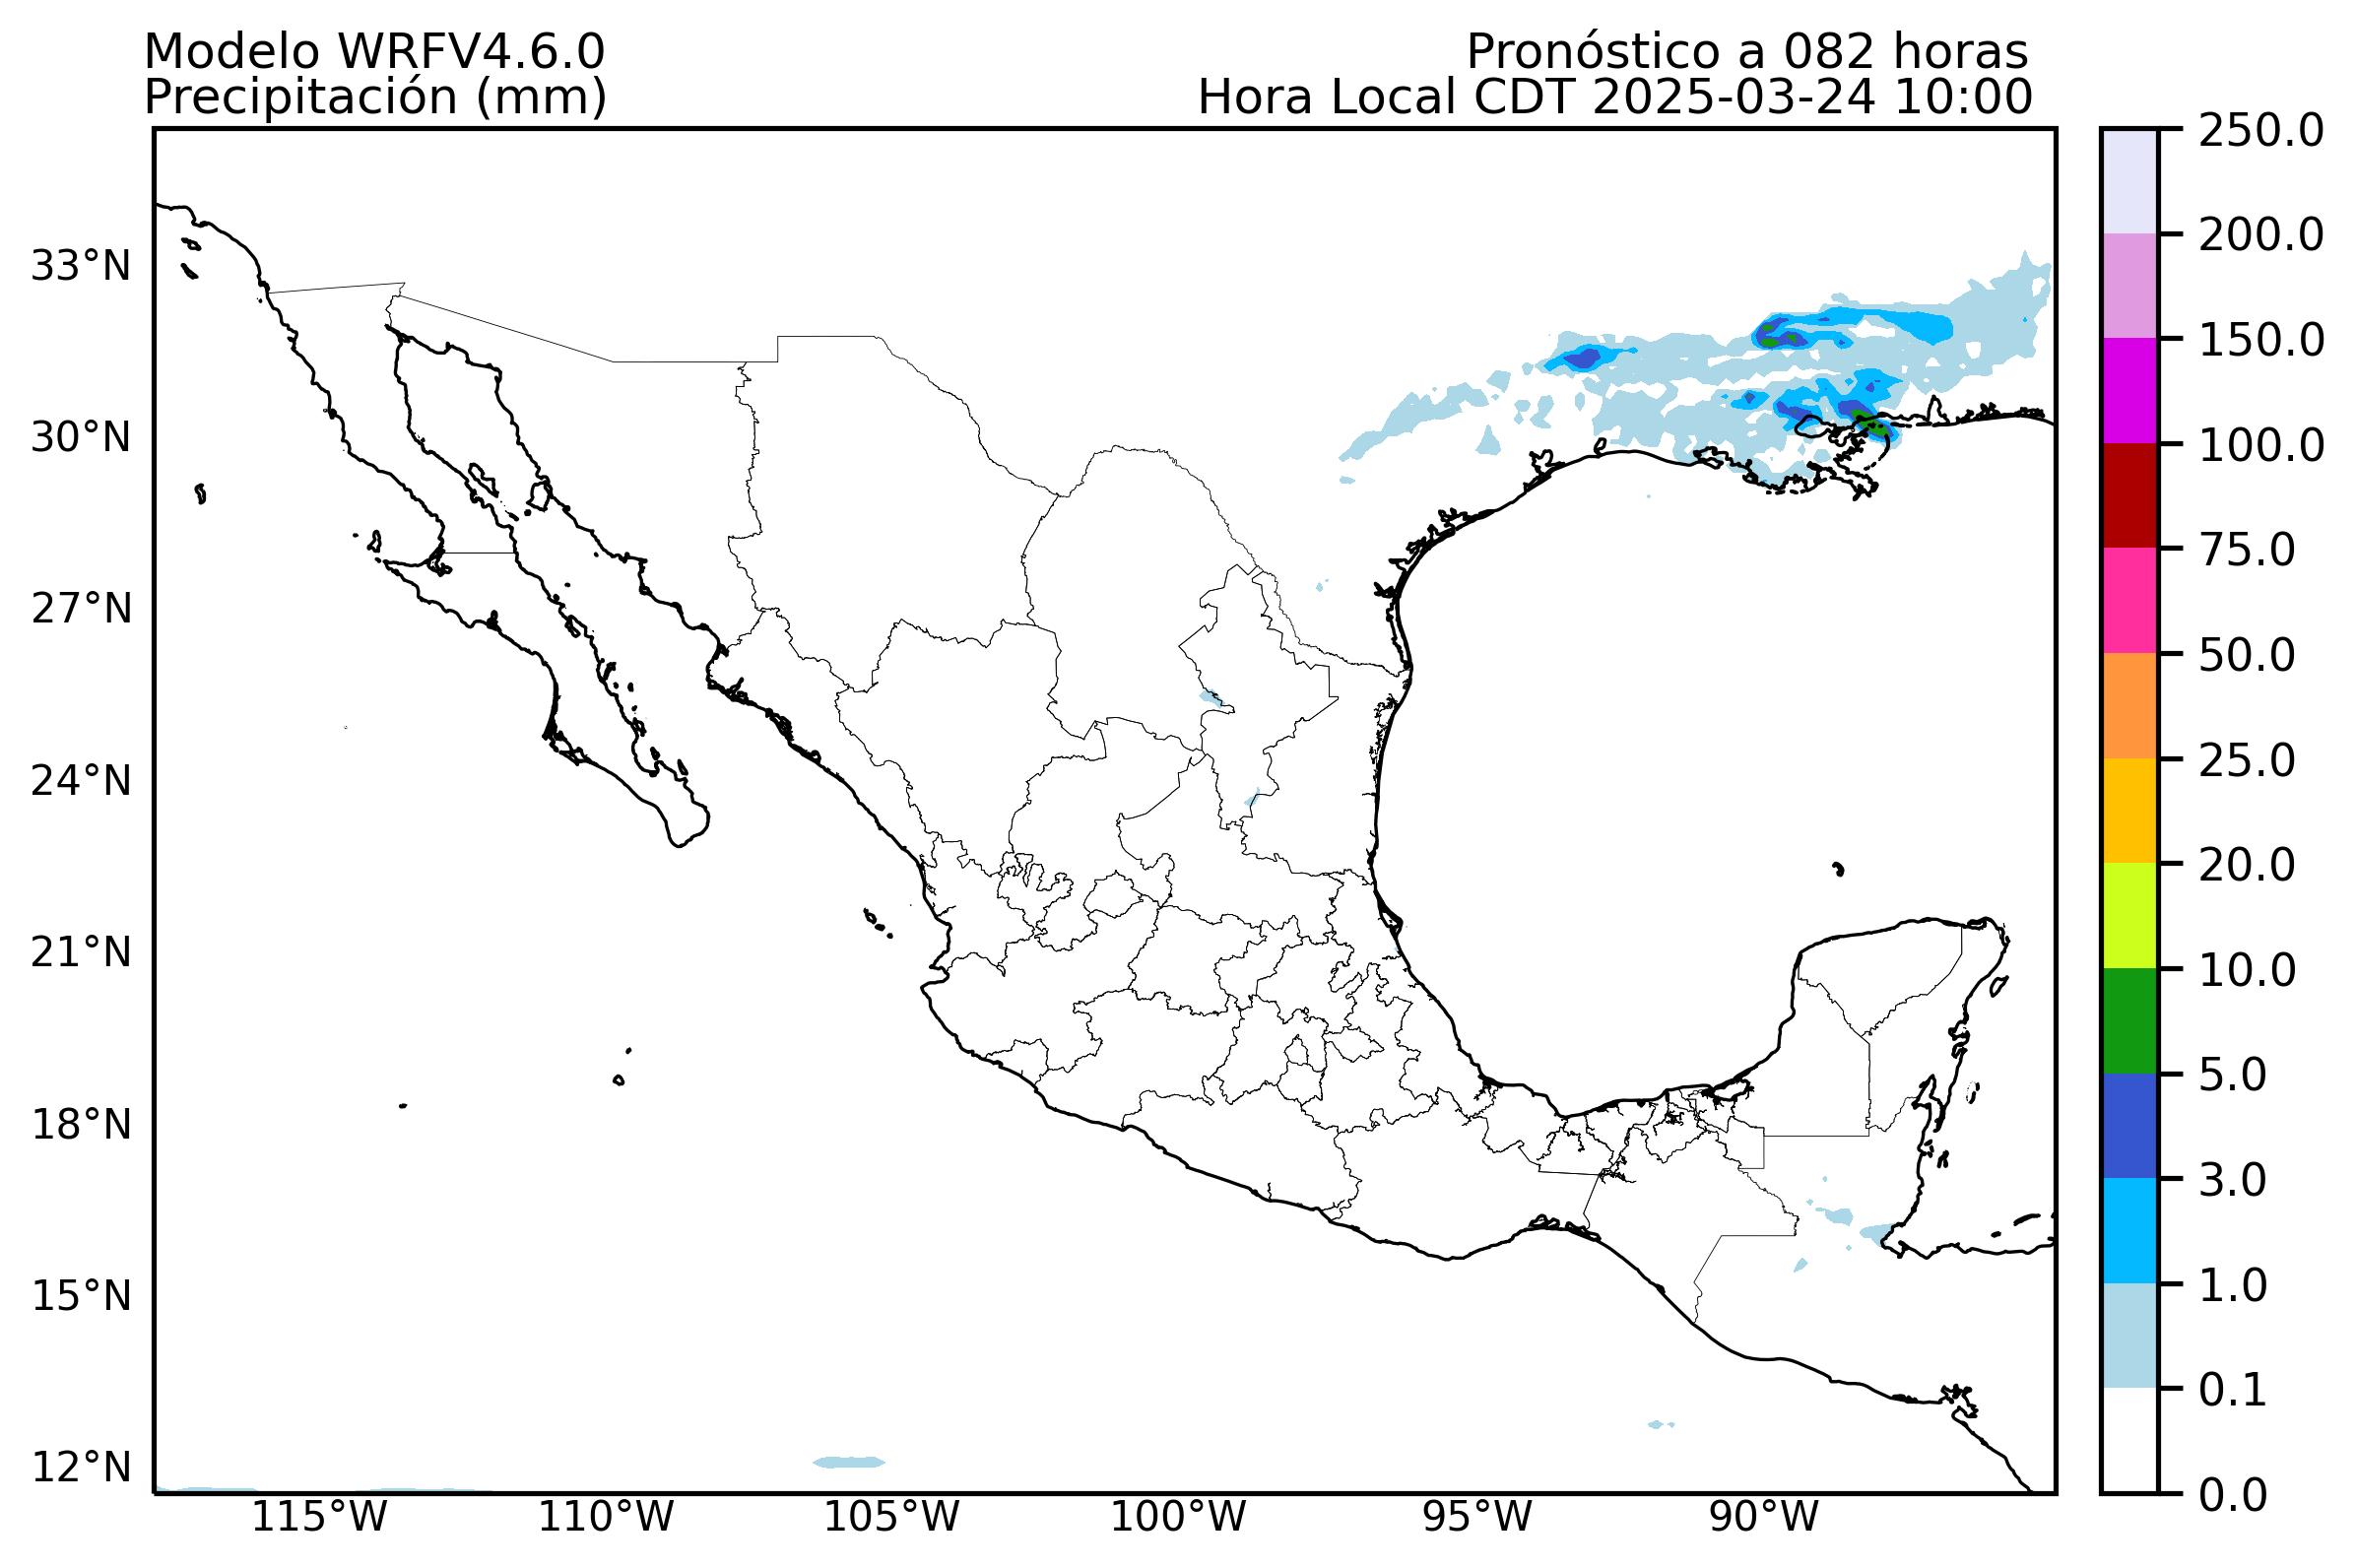 Modelo WRFV4.6.0
Pronóstico a 082 horas
Precipitación (mm)
Hora Local CDT 2025-03-24 10:00
33°N
30°N
27°N
24°N
21°N
18°N
15°N
12°N
115°W
110°W
105°W
100°W
95°W
90°W
250.0
200.0
150.0
100.0
75.0
50.0
25.0
20.0
10.0
5.0
3.0
1.0
0.1
0.0